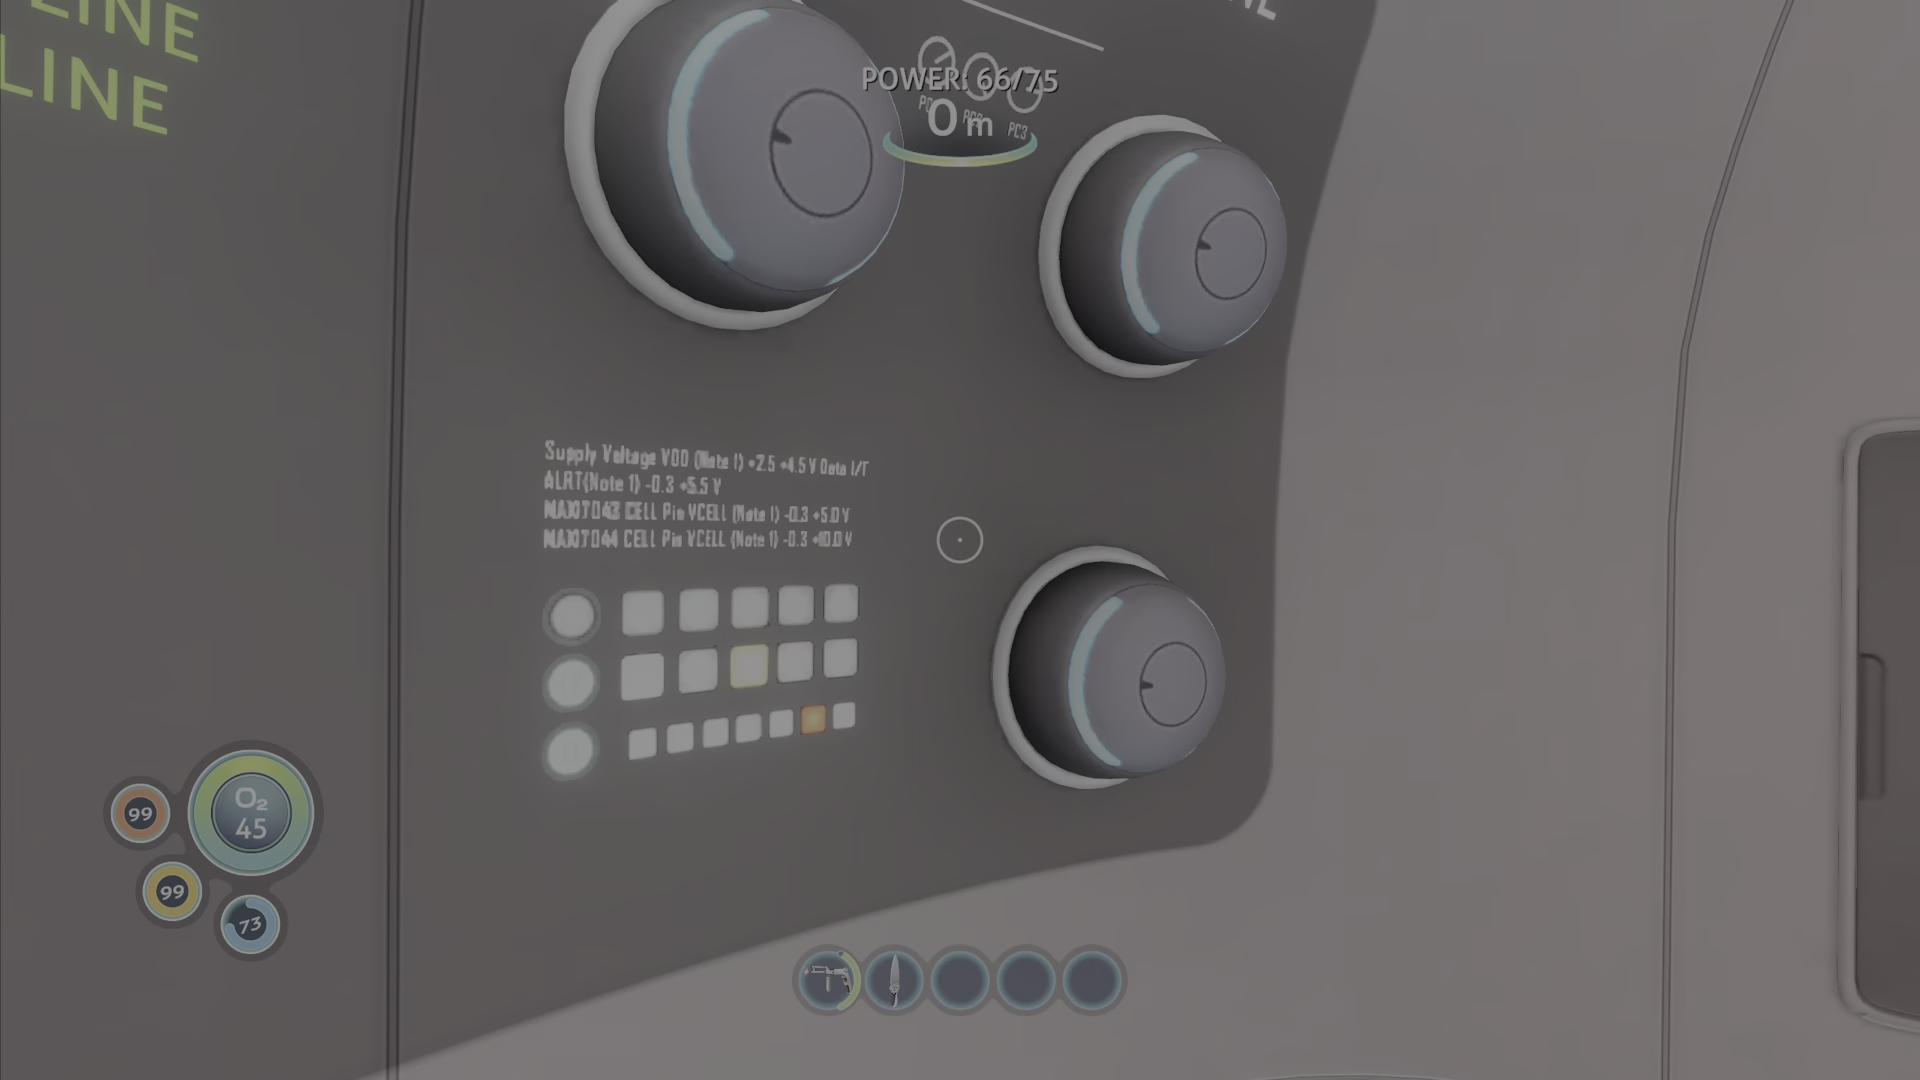 LINE
LINE
POWER: 66/75
PC3
0 m
Supply Voltage VDD (Note 1) +2.5 +4.5 V Data I/F
ALRT(Note 1) -0.3 +5.5 V
MAX17043 CELL Pin VCELL (Note 1) -0.3 +5.0 V
MAX17044 CELL Pin VCELL (Note 1) -0.3 +10.0 V
O₂
45
99
99
73